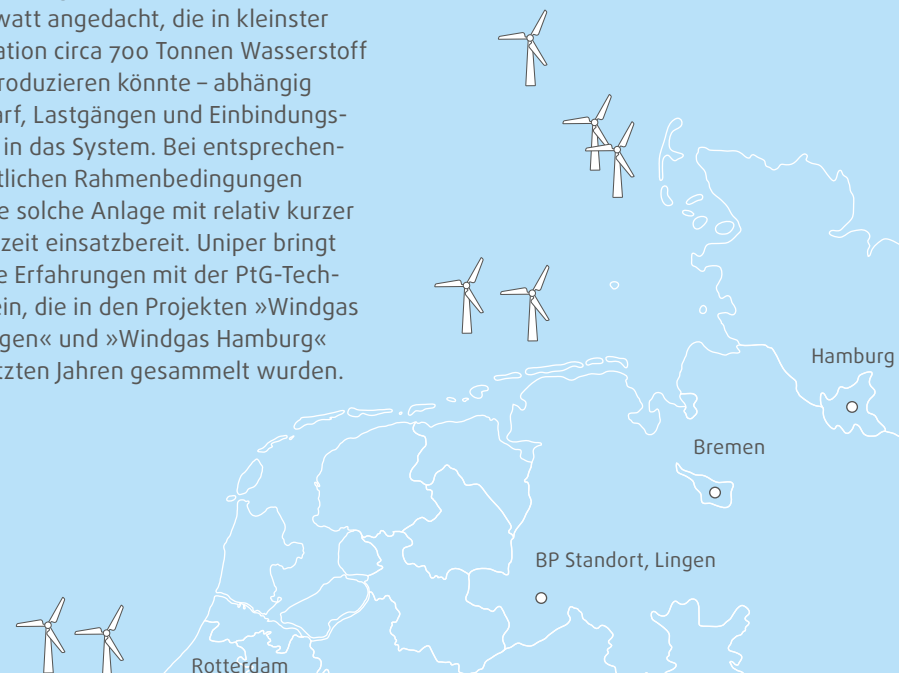 watt angedacht, die in kleinster
ation circa 700 Tonnen Wasserstoff
roduzieren könnte – abhängig
arf, Lastgängen und Einbindungs-
in das System. Bei entsprechen-
tlichen Rahmenbedingungen
e solche Anlage mit relativ kurzer
zeit einsatzbereit. Uniper bringt
e Erfahrungen mit der PtG-Tech-
ein, die in den Projekten »Windgas
gen« und »Windgas Hamburg«
tzten Jahren gesammelt wurden.
Hamburg
Bremen
BP Standort, Lingen
Rotterdam